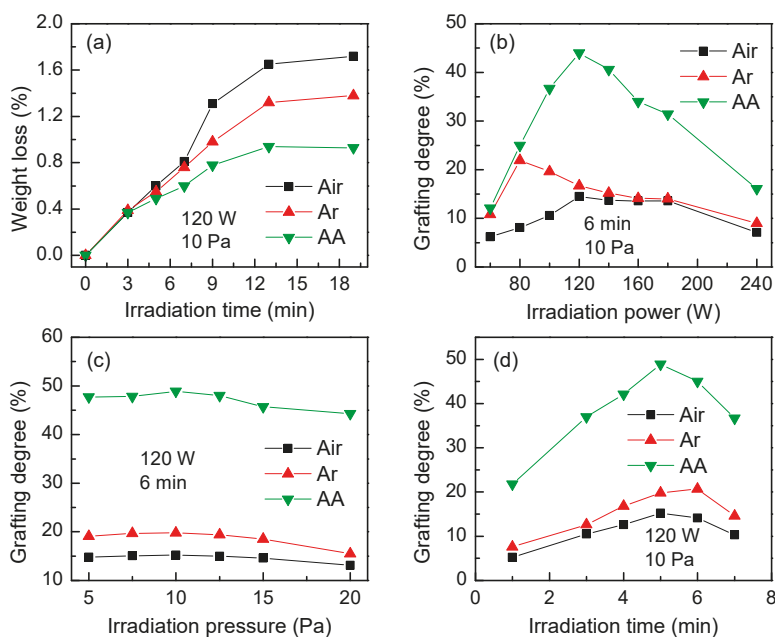 (a)
Weight loss (%)
2.0
1.6
1.2
0.8
0.4
0.0
Air
Ar
AA
120 W
10 Pa
0 3 6 9 12 15 18
Irradiation time (min)
(b)
Grafting degree (%)
50
40
30
20
10
0
Air
Ar
AA
6 min
10 Pa
80 120 160 200 240
Irradiation power (W)
(c)
Grafting degree (%)
60
50
40
30
20
10
120 W
6 min
Air
Ar
AA
5 10 15 20
Irradiation pressure (Pa)
(d)
Grafting degree (%)
50
40
30
20
10
0
Air
Ar
AA
120 W
10 Pa
0 2 4 6 8
Irradiation time (min)